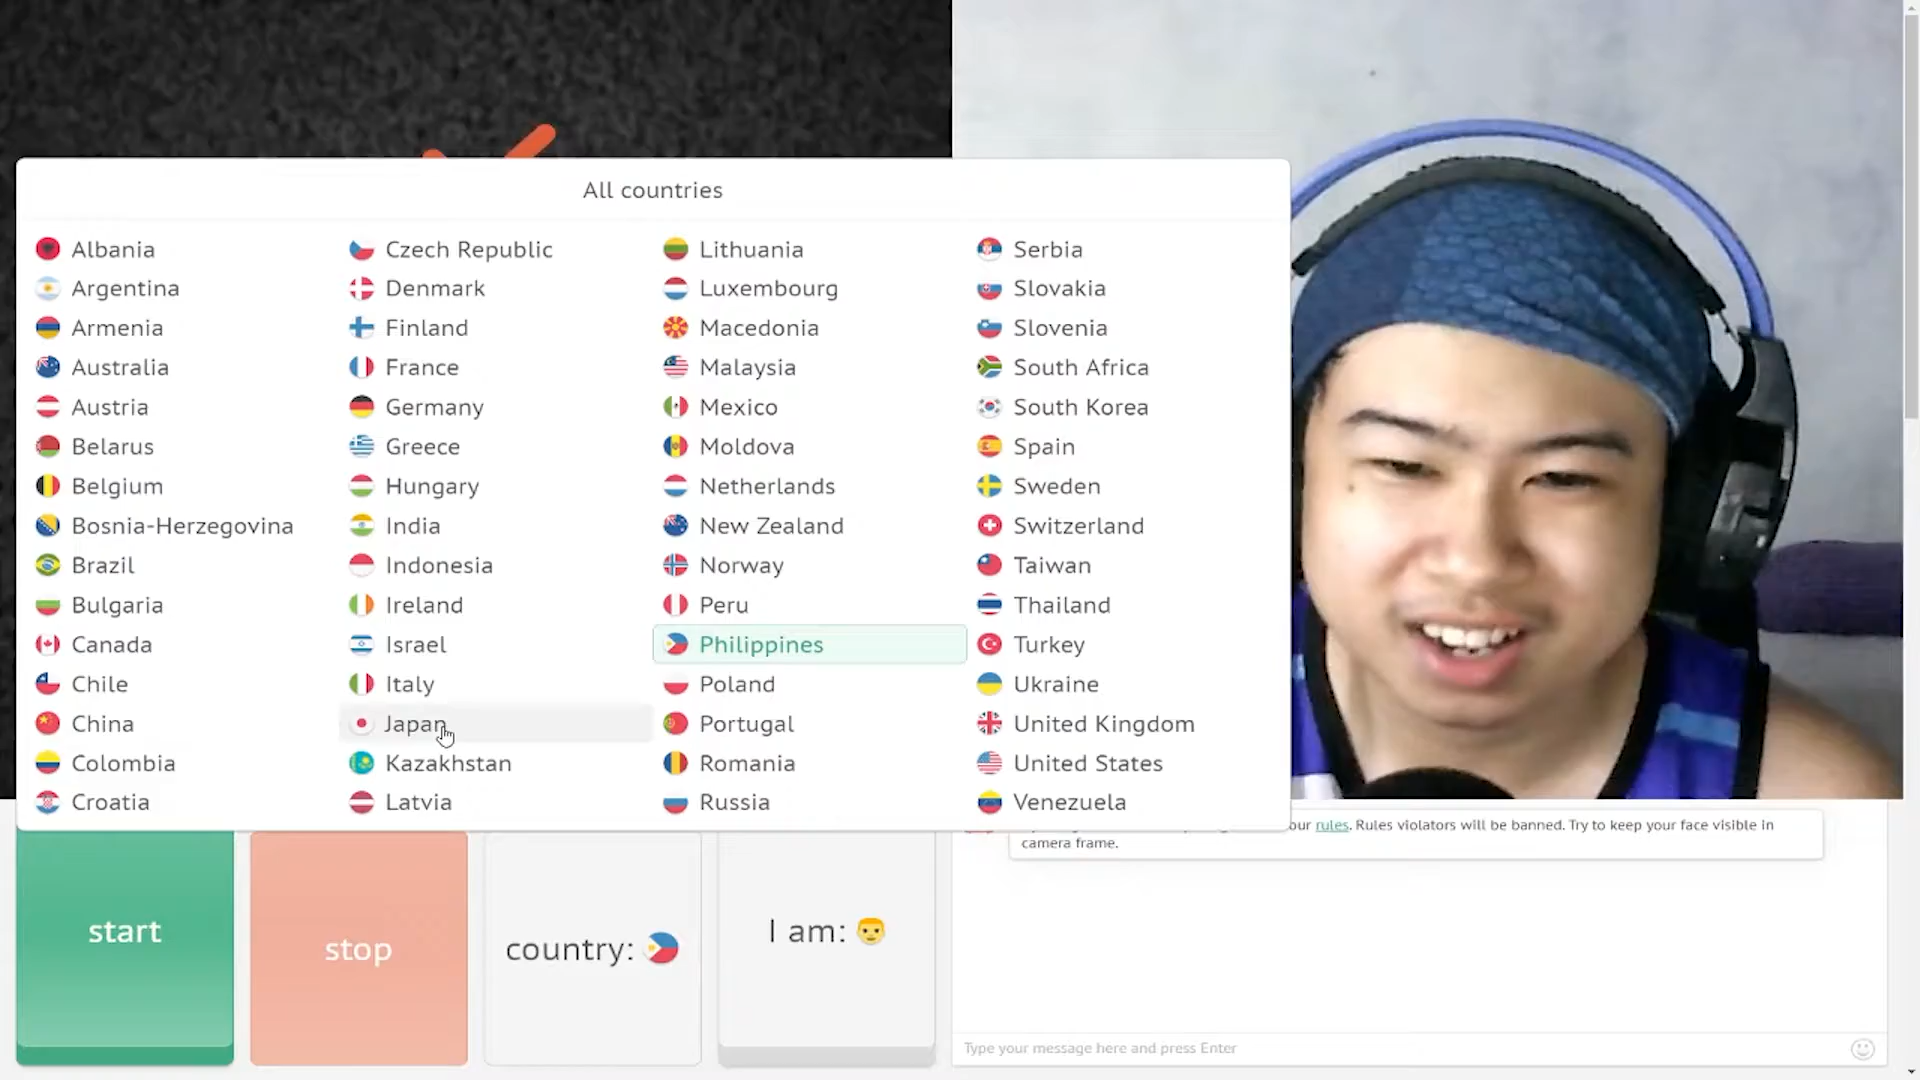 All countries
Albania
Argentina
Armenia
Australia
Austria
Belarus
Belgium
Bosnia-Herzegovina
Brazil
Bulgaria
Canada
Chile
China
Colombia
Croatia
Czech Republic
Denmark
Finland
France
Germany
Greece
Hungary
India
Indonesia
Ireland
Israel
Italy
Japan
Kazakhstan
Latvia
Lithuania
Luxembourg
Macedonia
Malaysia
Mexico
Moldova
Netherlands
New Zealand
Norway
Peru
Philippines
Poland
Portugal
Romania
Russia
Serbia
Slovakia
Slovenia
South Africa
South Korea
Spain
Sweden
Switzerland
Taiwan
Thailand
Turkey
Ukraine
United Kingdom
United States
Venezuela
our rules. Rules violators will be banned. Try to keep your face visible in
camera frame.
start
stop
country:
I am:
Type your message here and press Enter